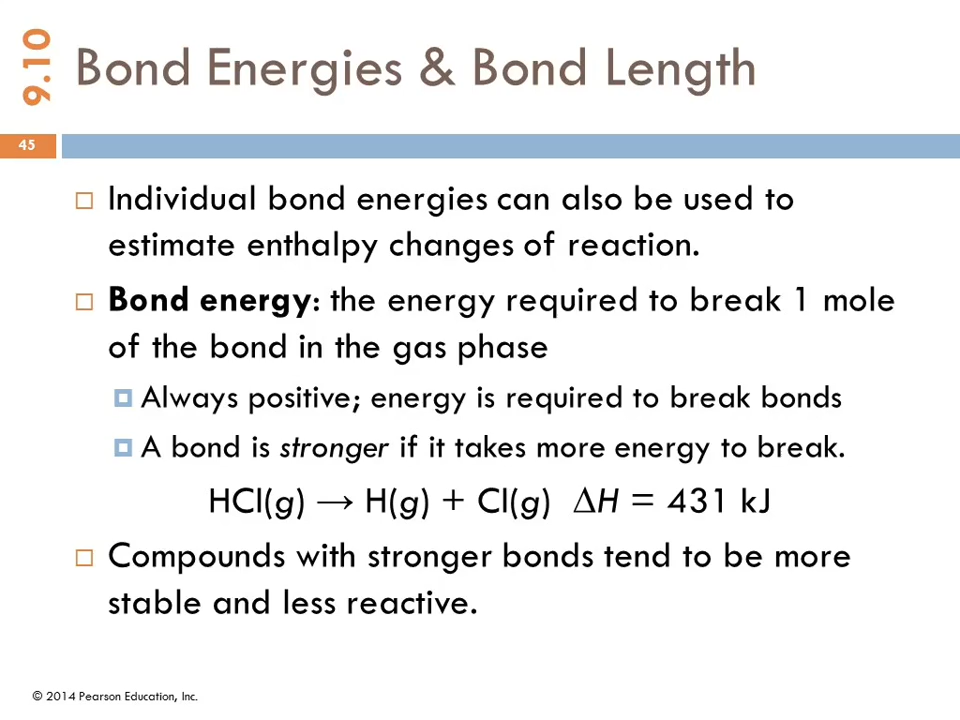 9.10
Bond Energies & Bond Length
45
Individual bond energies can also be used to
estimate enthalpy changes of reaction.
Bond energy: the energy required to break 1 mole
of the bond in the gas phase
Always positive; energy is required to break bonds
A bond is stronger if it takes more energy to break.
HCl(g) → H(g) + Cl(g) ΔH = 431 kJ
Compounds with stronger bonds tend to be more
stable and less reactive.
© 2014 Pearson Education, Inc.